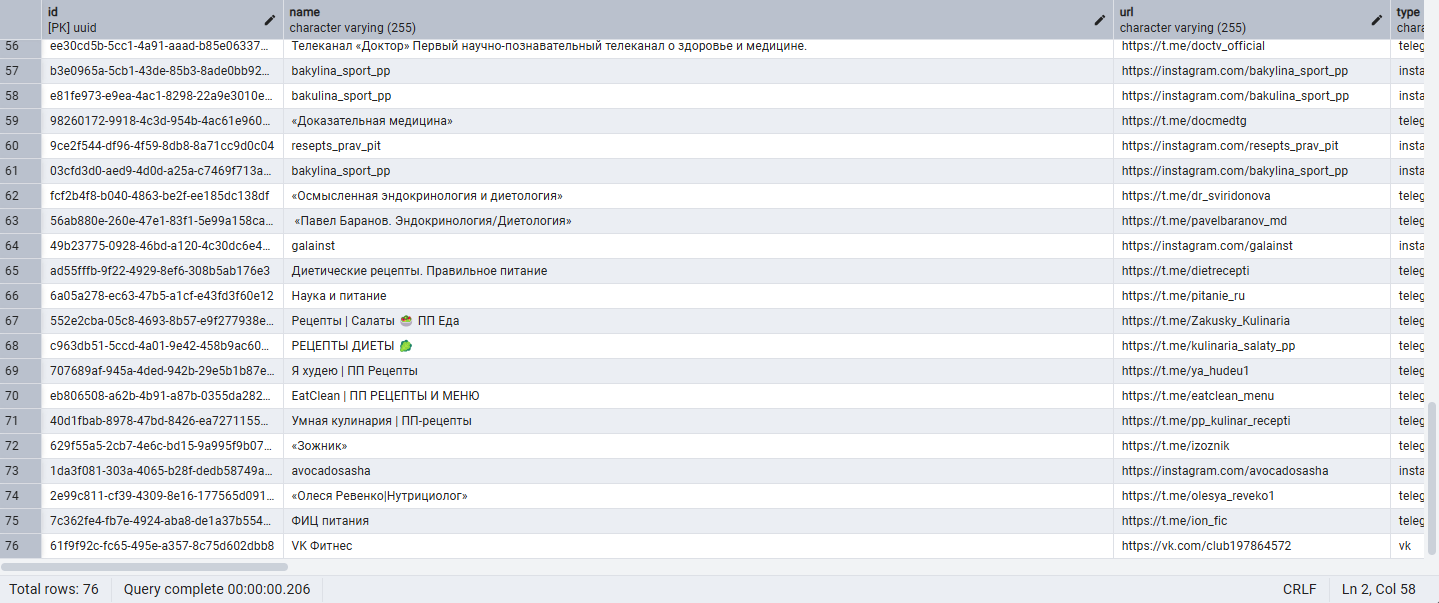 id name url type
[PK] uuid character varying (255) character varying (255) chara
56 ee30cd5b-5cc1-4a91-aaad-b85e06337… Телеканал «Доктор» Первый научно-познавательный телеканал о здоровье и медицине. https://t.me/doctv_official teleg
57 b3e0965a-5cb1-43de-85b3-8ade0bb92… bakylina_sport_pp https://instagram.com/bakylina_sport_pp insta
58 e81fe973-e9ea-4ac1-8298-22a9e3010e… bakulina_sport_pp https://instagram.com/bakulina_sport_pp insta
59 98260172-9918-4c3d-954b-4ac61e960… «Доказательная медицина» https://t.me/docmedtg teleg
60 9ce2f544-df96-4f59-8db8-8a71cc9d0c04 resepts_prav_pit https://instagram.com/resepts_prav_pit insta
61 03cfd3d0-aed9-4d0d-a25a-c7469f713a… bakylina_sport_pp https://instagram.com/bakylina_sport_pp insta
62 fcf2b4f8-b040-4863-be2f-ee185dc138df «Осмысленная эндокринология и диетология» https://t.me/dr_sviridonova teleg
63 56ab880e-260e-47e1-83f1-5e99a158ca… «Павел Баранов. Эндокринология/Диетология» https://t.me/pavelbaranov_md teleg
64 49b23775-0928-46bd-a120-4c30dc6e4… galainst https://instagram.com/galainst insta
65 ad55fffb-9f22-4929-8ef6-308b5ab176e3 Диетические рецепты. Правильное питание https://t.me/dietrecepti teleg
66 6a05a278-ec63-47b5-a1cf-e43fd3f60e12 Наука и питание https://t.me/pitanie_ru teleg
67 552e2cba-05c8-4693-8b57-e9f277938e… Рецепты | Салаты 🥗 ПП Еда https://t.me/Zakusky_Kulinaria teleg
68 c963db51-5ccd-4a01-9e42-458b9ac60… РЕЦЕПТЫ ДИЕТЫ 🥬 https://t.me/kulinaria_salaty_pp teleg
69 707689af-945a-4ded-942b-29e5b1b87e… Я худею | ПП Рецепты https://t.me/ya_hudeu1 teleg
70 eb806508-a62b-4b91-a87b-0355da282… EatClean | ПП РЕЦЕПТЫ И МЕНЮ https://t.me/eatclean_menu teleg
71 40d1fbab-8978-47bd-8426-ea7271155… Умная кулинария | ПП-рецепты https://t.me/pp_kulinar_recepti teleg
72 629f55a5-2cb7-4e6c-bd15-9a995f9b07… «Зожник» https://t.me/izoznik teleg
73 1da3f081-303a-4065-b28f-dedb58749a… avocadosasha https://instagram.com/avocadosasha insta
74 2e99c811-cf39-4309-8e16-177565d091… «Олеся Ревенко|Нутрициолог» https://t.me/olesya_reveko1 teleg
75 7c362fe4-fb7e-4924-aba8-de1a37b554… ФИЦ питания https://t.me/ion_fic teleg
76 61f9f92c-fc65-495e-a357-8c75d602dbb8 VK Фитнес https://vk.com/club197864572 vk
Total rows: 76 Query complete 00:00:00.206 CRLF Ln 2, Col 58